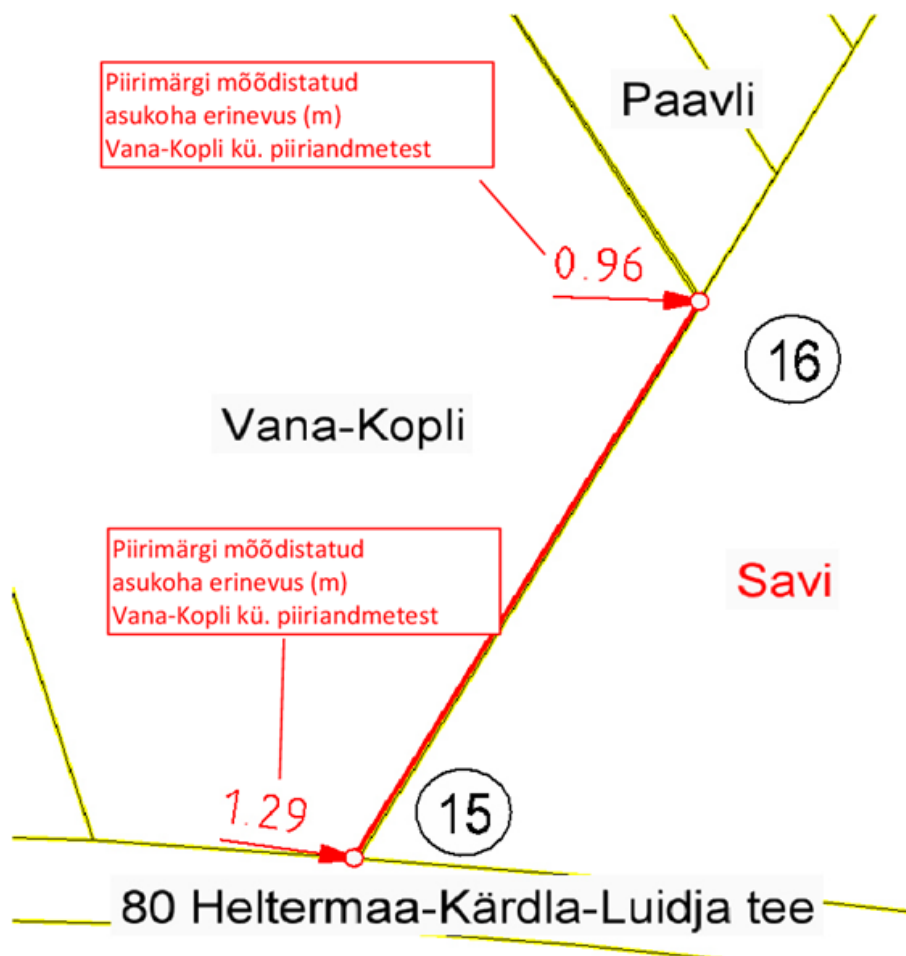 Piirimärgi mõõdistatud
asukoha erinevus (m)
Vana-Kopli kü. piiriandmetest
Paavli
0.96
16
Vana-Kopli
Piirimärgi mõõdistatud
asukoha erinevus (m)
Vana-Kopli kü. piiriandmetest
Savi
1.29
15
80 Heltermaa-Kärdla-Luidja tee